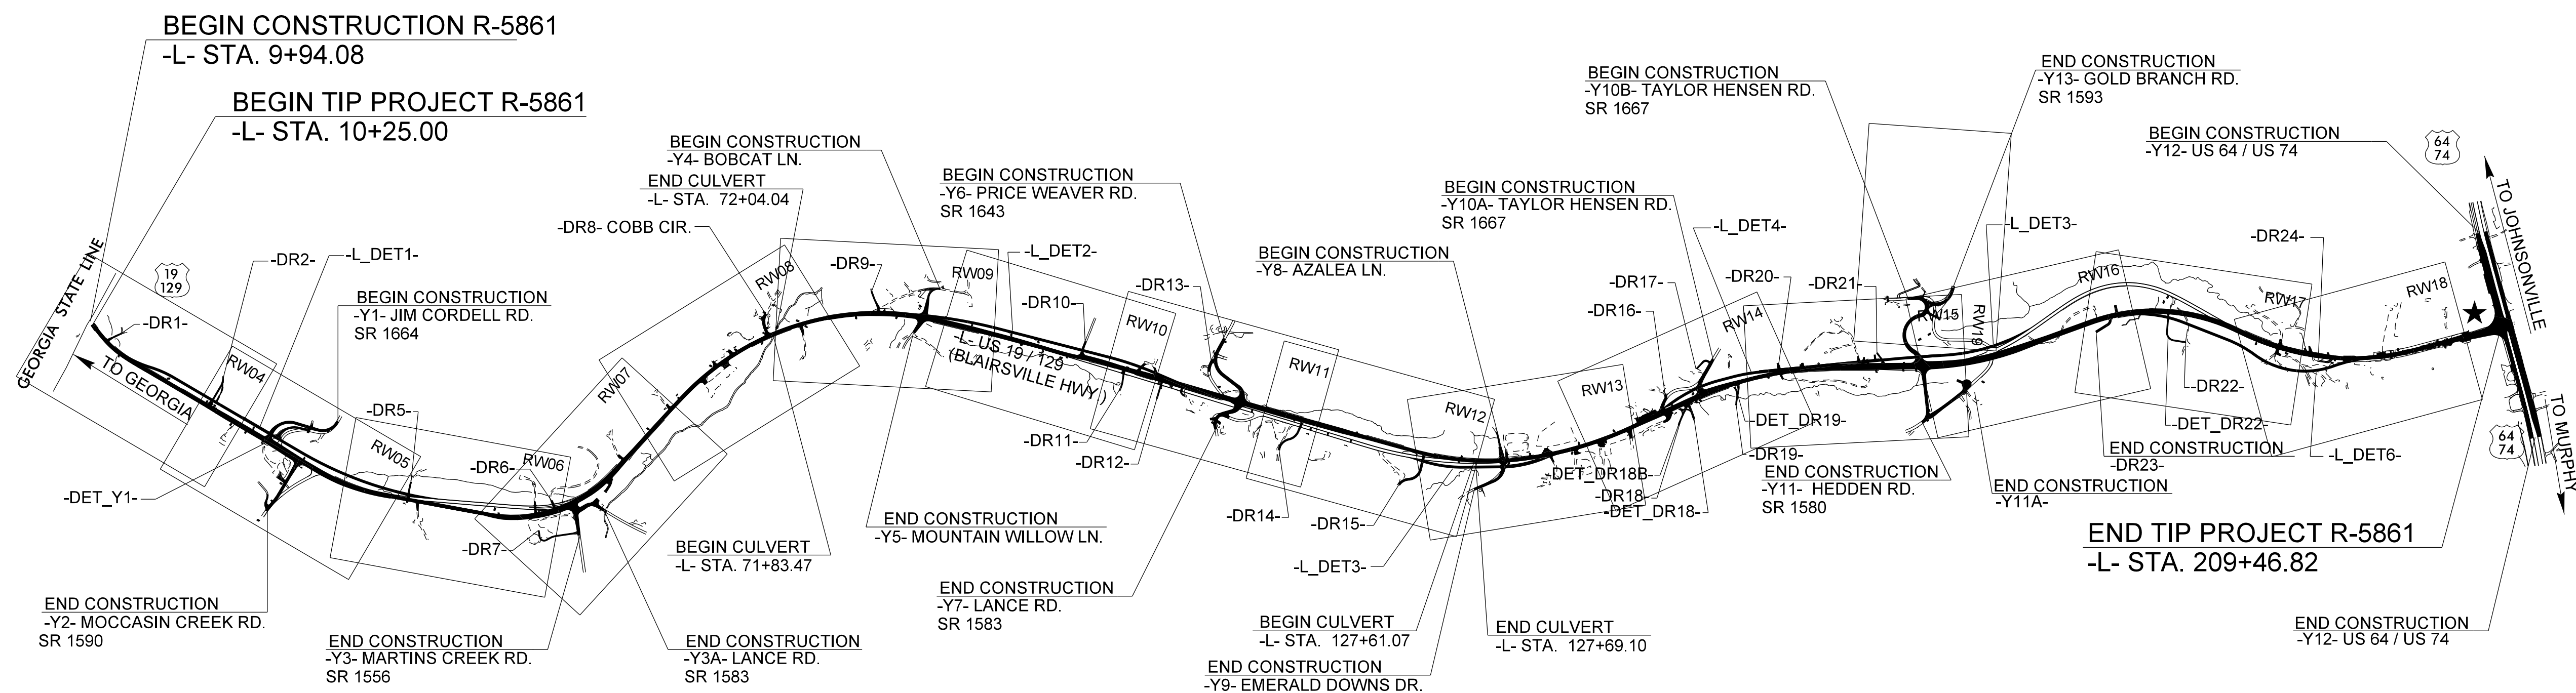 BEGIN CONSTRUCTION R-5861
-L- STA. 9+94.08
BEGIN TIP PROJECT R-5861
-L- STA. 10+25.00
GEORGIA STATE LINE
19
129
TO GEORGIA
-DR1-
-DR2-
-L_DET1-
BEGIN CONSTRUCTION
-Y1- JIM CORDELL RD.
SR 1664
RW04
-DET_Y1-
END CONSTRUCTION
-Y2- MOCCASIN CREEK RD.
SR 1590
-DR5-
RW05
-DR6-
RW06
-DR7-
END CONSTRUCTION
-Y3- MARTINS CREEK RD.
SR 1556
END CONSTRUCTION
-Y3A- LANCE RD.
SR 1583
RW07
BEGIN CULVERT
-L- STA. 71+83.47
BEGIN CONSTRUCTION
-Y4- BOBCAT LN.
END CULVERT
-L- STA. 72+04.04
-DR8- COBB CIR.
RW08
-DR9-
RW09
-L_DET2-
-DR10-
-L- US 19 / 129
(BLAIRSVILLE HWY.)
END CONSTRUCTION
-Y5- MOUNTAIN WILLOW LN.
BEGIN CONSTRUCTION
-Y6- PRICE WEAVER RD.
SR 1643
-DR13-
RW10
-DR11-
-DR12-
END CONSTRUCTION
-Y7- LANCE RD.
SR 1583
BEGIN CONSTRUCTION
-Y8- AZALEA LN.
RW11
-DR14-
-DR15-
-L_DET3-
RW12
BEGIN CULVERT
-L- STA. 127+61.07
END CONSTRUCTION
-Y9- EMERALD DOWNS DR.
END CULVERT
-L- STA. 127+69.10
BEGIN CONSTRUCTION
-Y10A- TAYLOR HENSEN RD.
SR 1667
-L_DET4-
-DR17-
-DR16-
RW13
-DET_DR18B-
-DR18-
-DET_DR18-
BEGIN CONSTRUCTION
-Y10B- TAYLOR HENSEN RD.
SR 1667
-DR20-
RW14
-DR21-
-DET_DR19-
-DR19-
END CONSTRUCTION
-Y11- HEDDEN RD.
SR 1580
END CONSTRUCTION
-Y13- GOLD BRANCH RD.
SR 1593
-L_DET3-
RW15
RW19
END CONSTRUCTION
-Y11A-
RW16
-DR22-
-DET_DR22-
END CONSTRUCTION
-DR23-
BEGIN CONSTRUCTION
-Y12- US 64 / US 74
-DR24-
RW17
RW18
-L_DET6-
END TIP PROJECT R-5861
-L- STA. 209+46.82
64
74
TO JOHNSONVILLE
64
74
TO MURPHY
END CONSTRUCTION
-Y12- US 64 / US 74